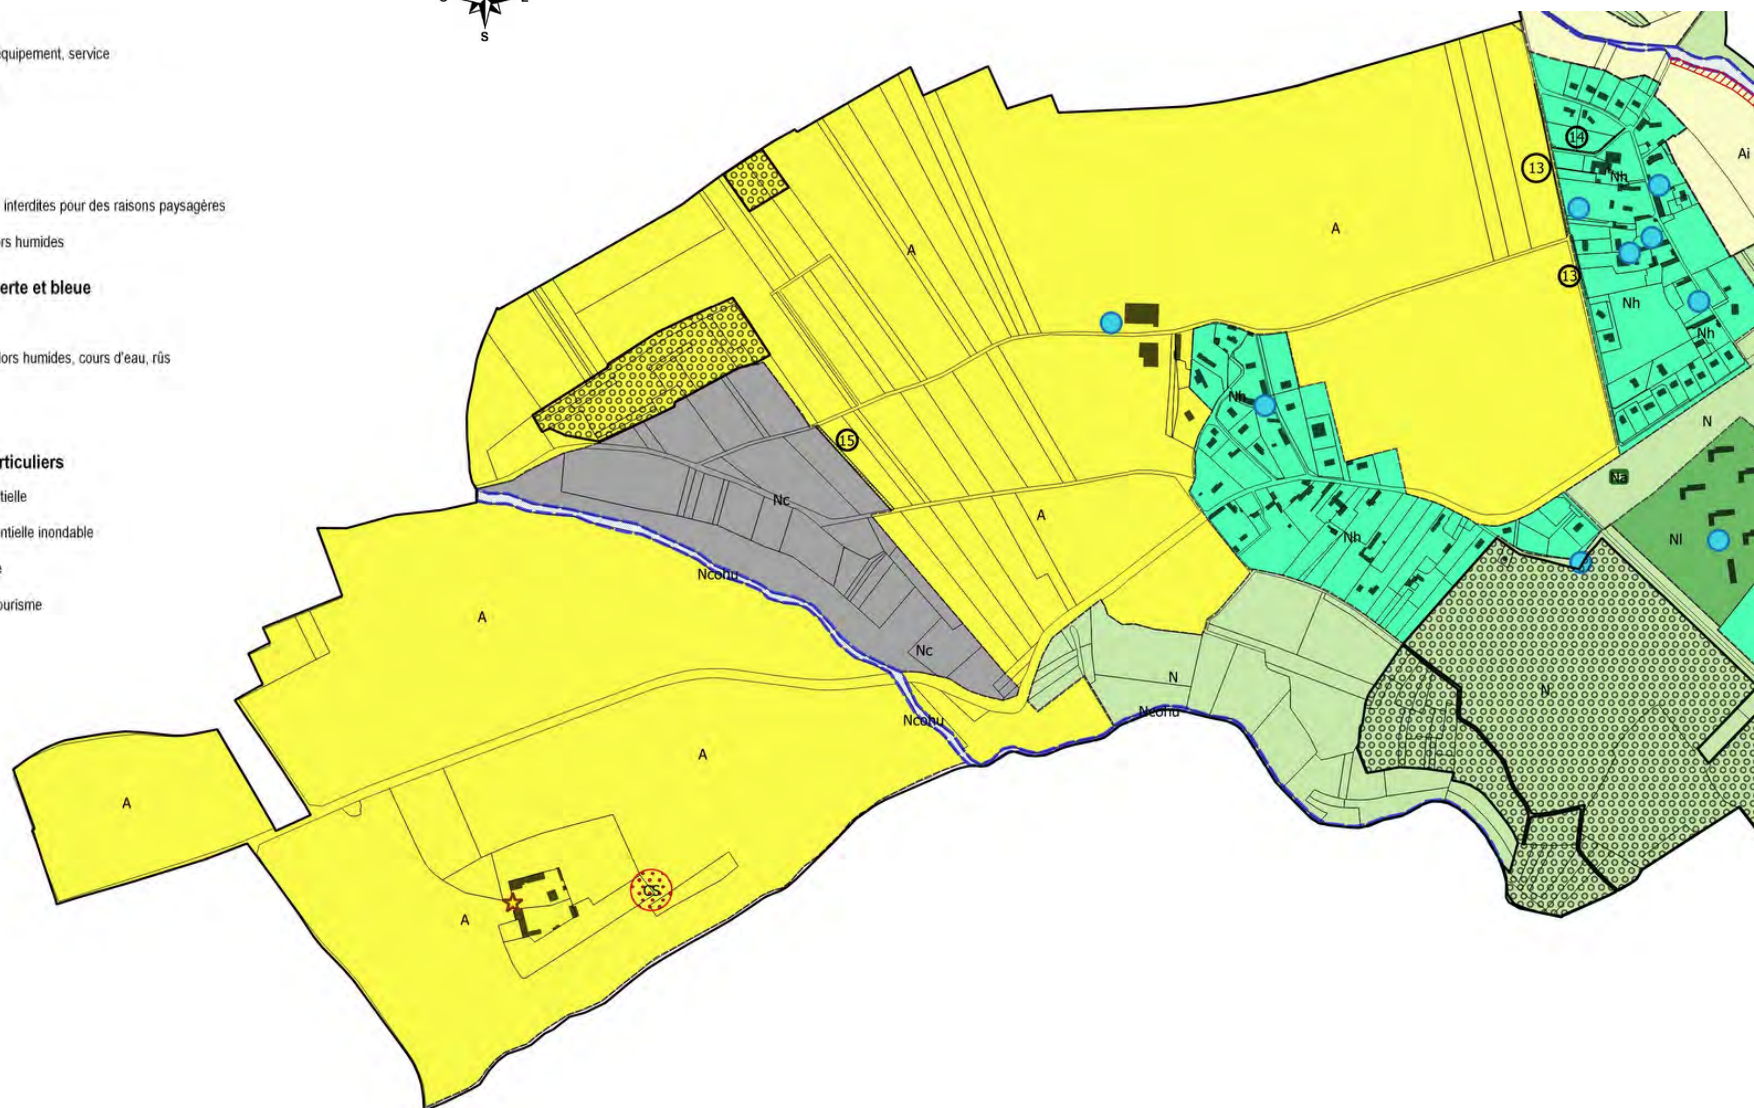 S
équipement, service
interdites pour des raisons paysagères
ors humides
erte et bleue
lors humides, cours d'eau, rûs
rticuliers
tielle
ntielle inondable
e
ourisme
14
13
Ai
Nh
A
A
13
Nh
Nh
Nh
N
15
Na
Nc
A
Nl
Nh
Ncohu
A
Nc
N
N
Ncohu
Ncohu
A
A
CS
A